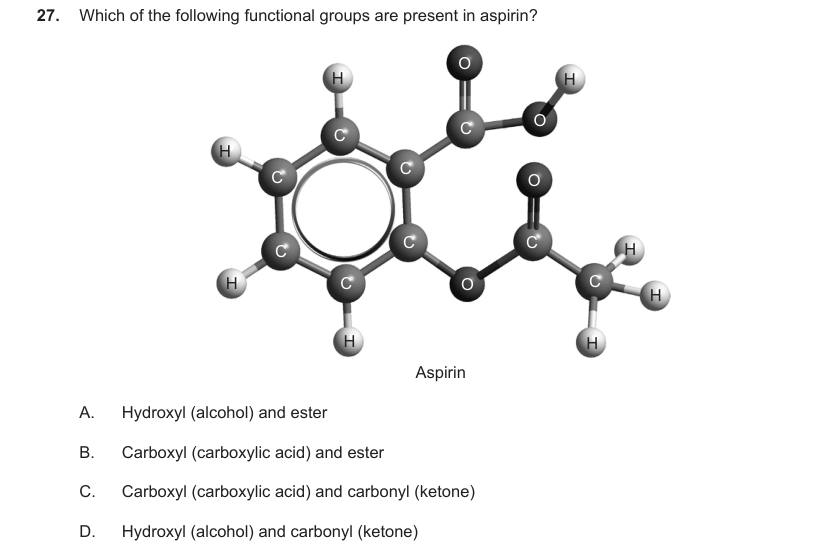 27. Which of the following functional groups are present in aspirin?
O
H
H
O
C
C
H
C
O
C
C
C
C
H
C
H
C
O
H
H
H
Aspirin
A. Hydroxyl (alcohol) and ester
B. Carboxyl (carboxylic acid) and ester
C. Carboxyl (carboxylic acid) and carbonyl (ketone)
D. Hydroxyl (alcohol) and carbonyl (ketone)